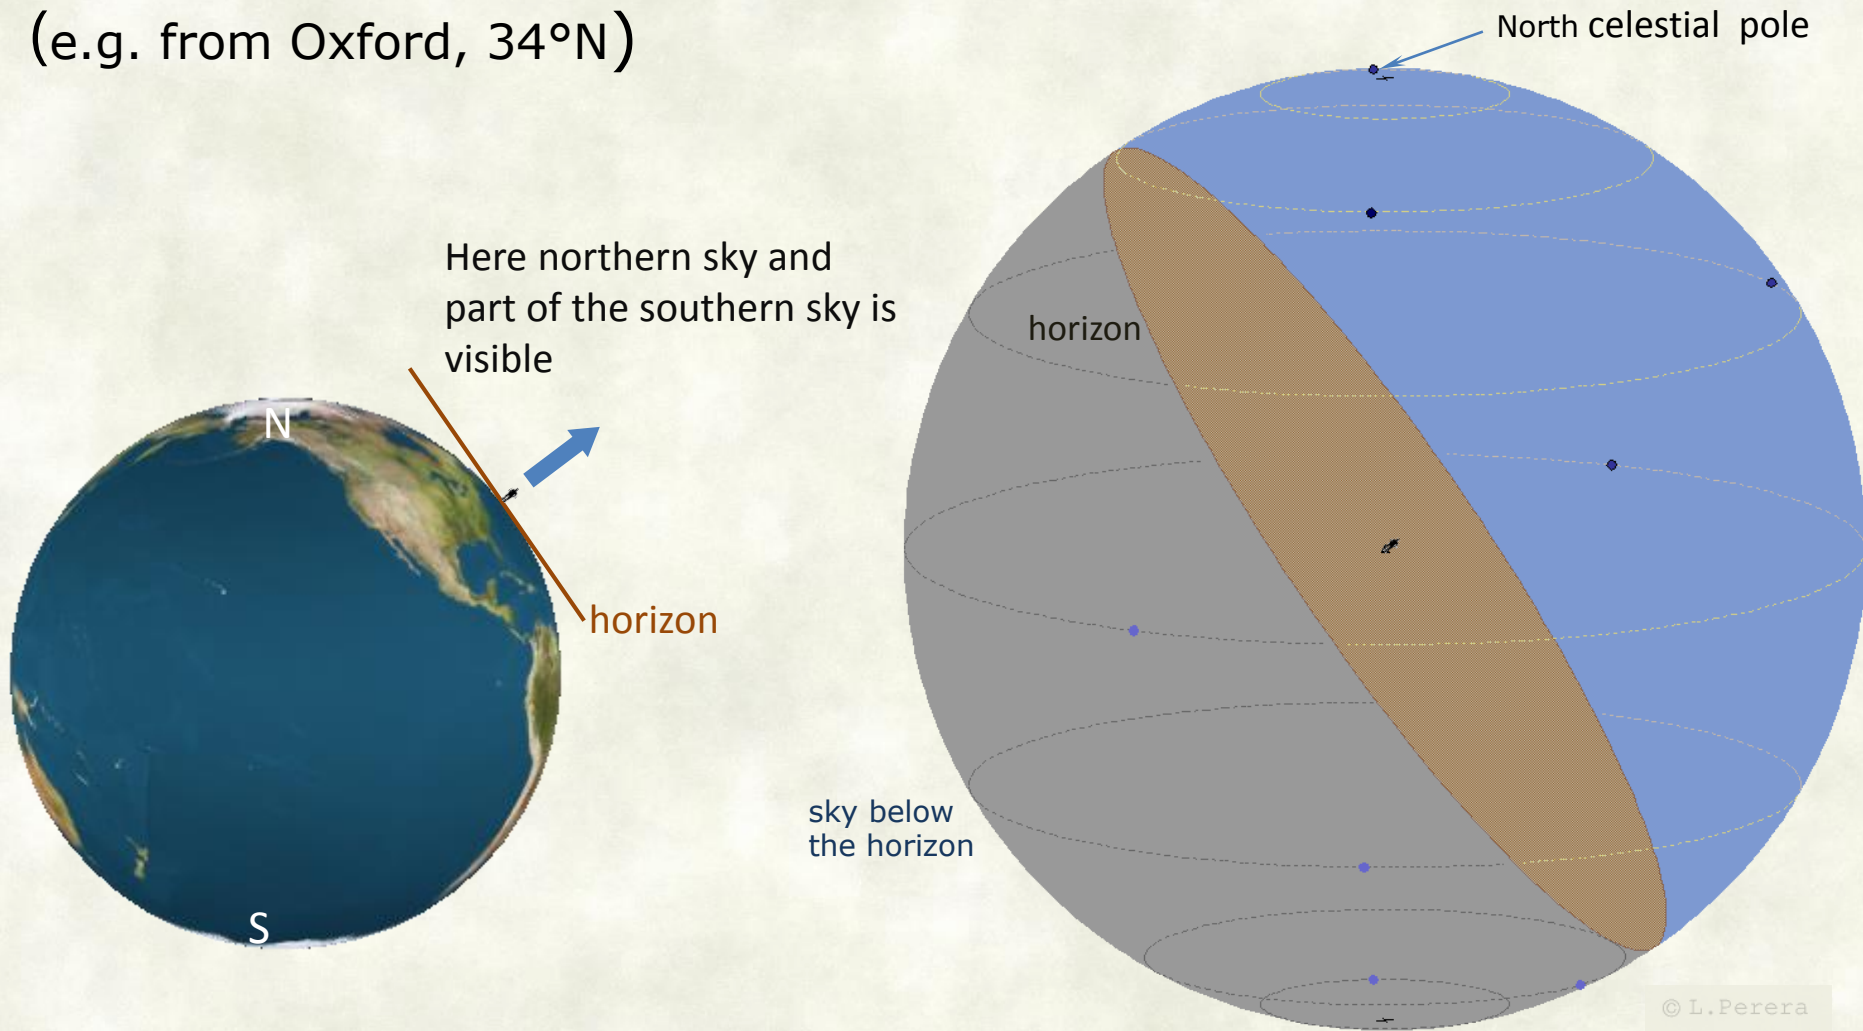 (e.g. from Oxford, 34°N)
North celestial pole
Here northern sky and
part of the southern sky is
visible
horizon
N
horizon
sky below
the horizon
S
© L.Perera